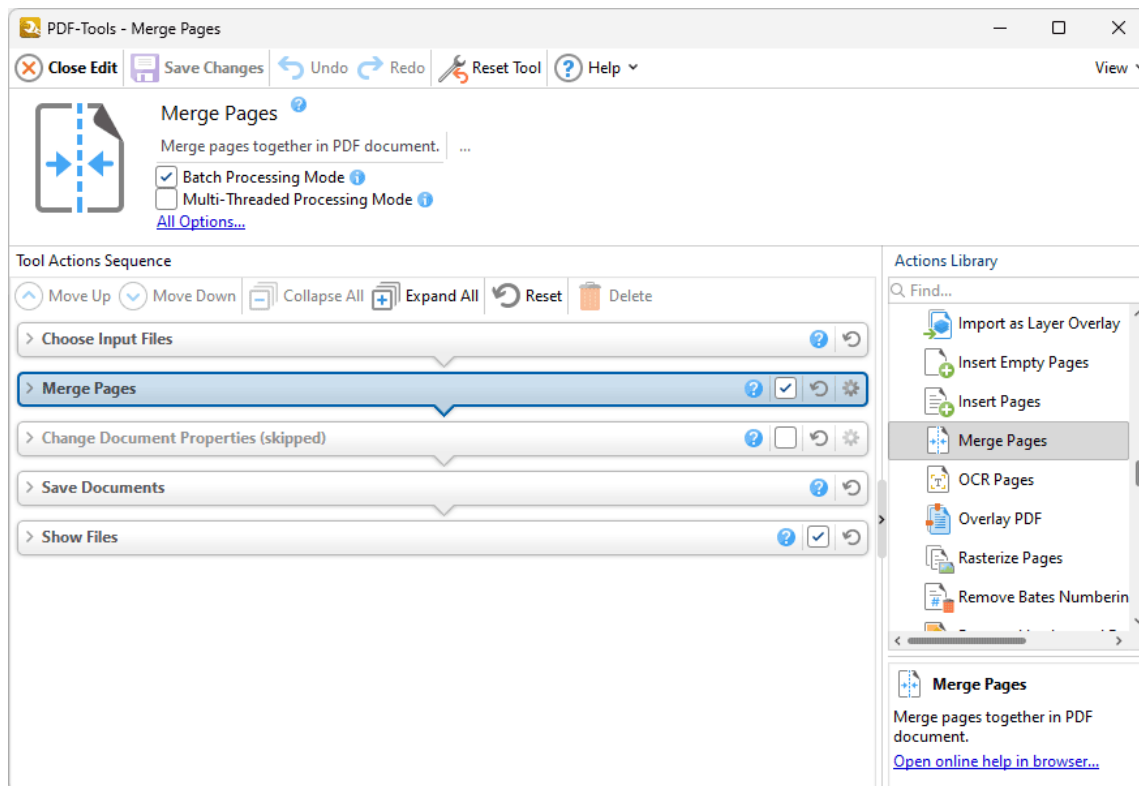 PDF-Tools - Merge Pages
Close Edit Save Changes Undo Redo Reset Tool Help View
Merge Pages
Merge pages together in PDF document. ...
Batch Processing Mode
Multi-Threaded Processing Mode
All Options...
Tool Actions Sequence
Move Up Move Down Collapse All Expand All Reset Delete
Choose Input Files
Merge Pages
Change Document Properties (skipped)
Save Documents
Show Files
Actions Library
Find...
Import as Layer Overlay
Insert Empty Pages
Insert Pages
Merge Pages
OCR Pages
Overlay PDF
Rasterize Pages
Remove Bates Numberin
Merge Pages
Merge pages together in PDF
document.
Open online help in browser...